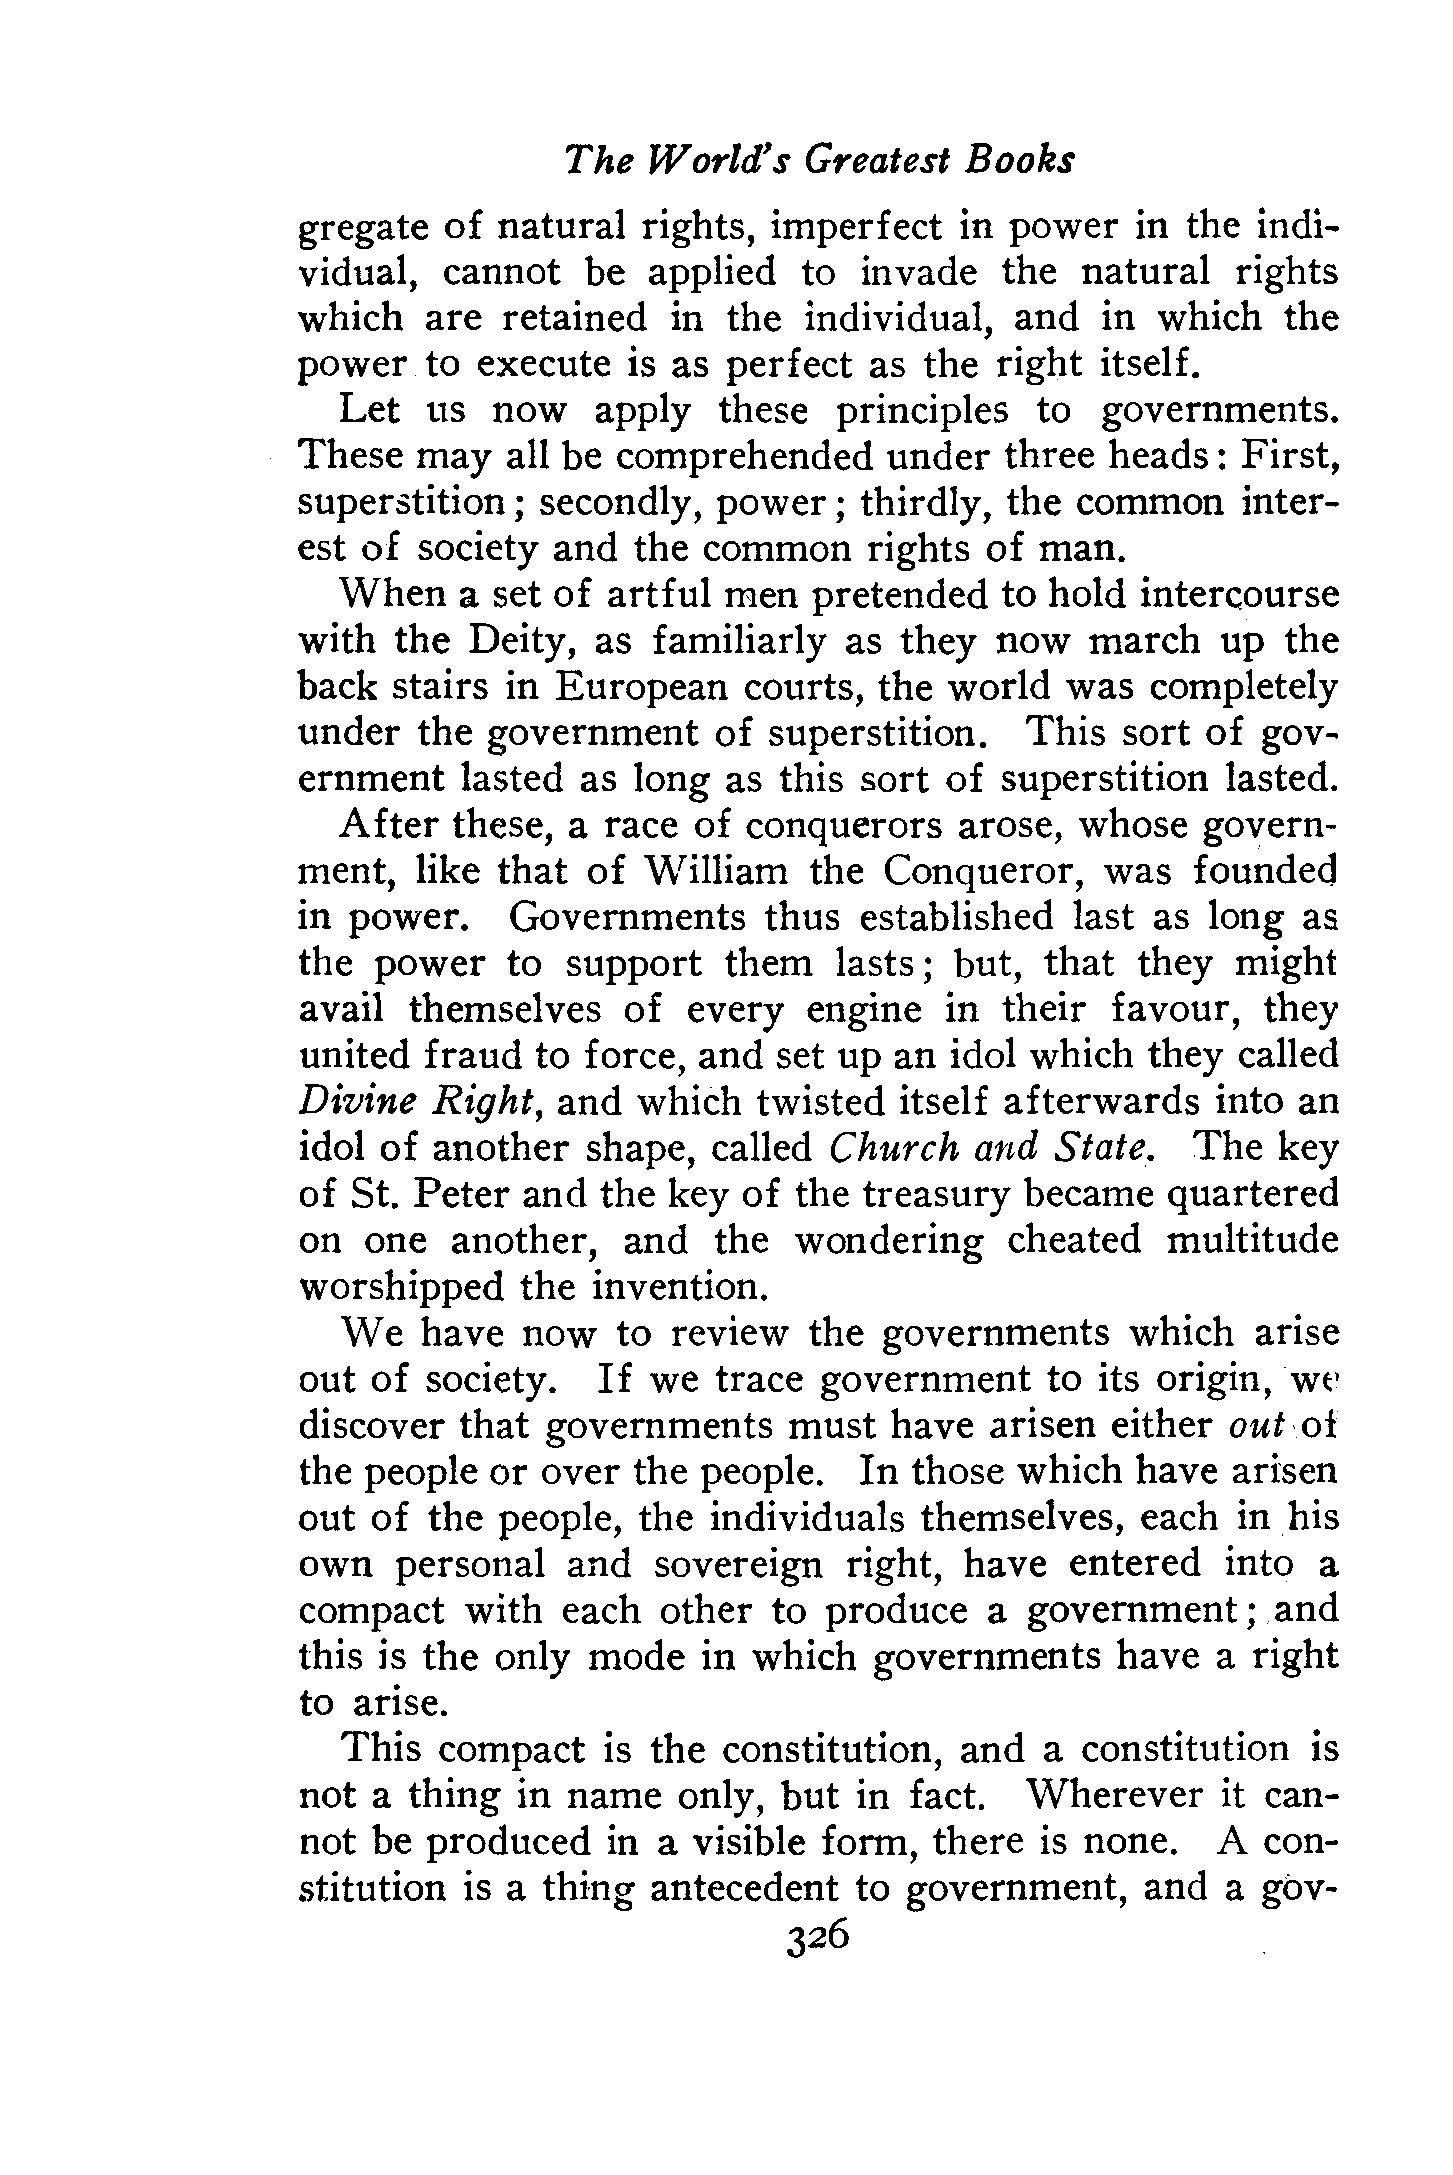 The World's Greatest Books
gregate of natural rights, imperfect in power in the indi-
vidual, cannot be applied to invade the natural rights
which are retained in the individual, and in which the
power to execute is as perfect as the right itself.
Let us now apply these principles to governments.
These may all be comprehended under three heads: First,
superstition; secondly, power; thirdly, the common inter-
est of society and the common rights of man.
When a set of artful men pretended to hold intercourse
with the Deity, as familiarly as they now march up the
back stairs in European courts, the world was completely
under the government of superstition. This sort of gov-
ernment lasted as long as this sort of superstition lasted.
After these, a race of conquerors arose, whose govern-
ment, like that of William the Conqueror, was founded
in power. Governments thus established last as long as
the power to support them lasts; but, that they might
avail themselves of every engine in their favour, they
united fraud to force, and set up an idol which they called
Divine Right, and which twisted itself afterwards into an
idol of another shape, called Church and State. The key
of St. Peter and the key of the treasury became quartered
on one another, and the wondering cheated multitude
worshipped the invention.
We have now to review the governments which arise
out of society. If we trace government to its origin, we
discover that governments must have arisen either out of
the people or over the people. In those which have arisen
out of the people, the individuals themselves, each in his
own personal and sovereign right, have entered into a
compact with each other to produce a government; and
this is the only mode in which governments have a right
to arise.
This compact is the constitution, and a constitution is
not a thing in name only, but in fact. Wherever it can-
not be produced in a visible form, there is none. A con-
stitution is a thing antecedent to government, and a gov-
326